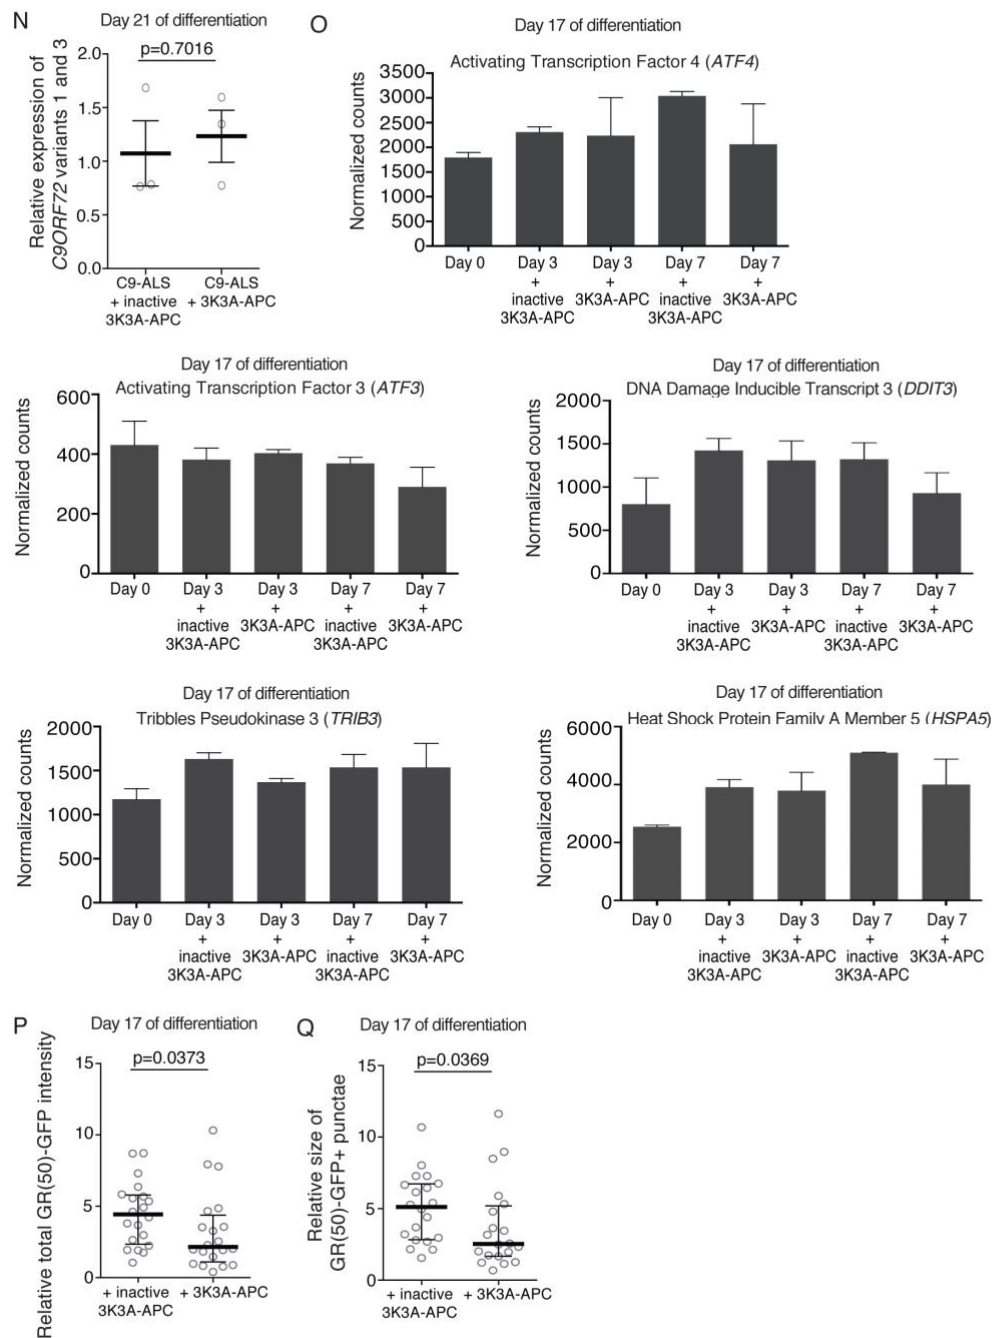 N
Day 21 of differentiation
p=0.7016
Relative expression of
C9ORF72 variants 1 and 3
2.0
1.5
1.0
0.5
0.0
C9-ALS
+ inactive
3K3A-APC
C9-ALS
+ 3K3A-APC
O
Day 17 of differentiation
Activating Transcription Factor 4 (ATF4)
Normalized counts
3500
3000
2500
2000
1500
1000
500
0
Day 0
Day 3
+
inactive
3K3A-APC
Day 3
+
3K3A-APC
Day 7
+
inactive
3K3A-APC
Day 7
+
3K3A-APC
Day 17 of differentiation
Activating Transcription Factor 3 (ATF3)
Normalized counts
600
400
200
0
Day 0
Day 3
+
inactive
3K3A-APC
Day 3
+
3K3A-APC
Day 7
+
inactive
3K3A-APC
Day 7
+
3K3A-APC
Day 17 of differentiation
DNA Damage Inducible Transcript 3 (DDIT3)
Normalized counts
2000
1500
1000
500
0
Day 0
Day 3
+
inactive
3K3A-APC
Day 3
+
3K3A-APC
Day 7
+
inactive
3K3A-APC
Day 7
+
3K3A-APC
Day 17 of differentiation
Tribbles Pseudokinase 3 (TRIB3)
Normalized counts
2000
1500
1000
500
0
Day 0
Day 3
+
inactive
3K3A-APC
Day 3
+
3K3A-APC
Day 7
+
inactive
3K3A-APC
Day 7
+
3K3A-APC
Day 17 of differentiation
Heat Shock Protein Family A Member 5 (HSPA5)
Normalized counts
6000
4000
2000
0
Day 0
Day 3
+
inactive
3K3A-APC
Day 3
+
3K3A-APC
Day 7
+
inactive
3K3A-APC
Day 7
+
3K3A-APC
P
Day 17 of differentiation
p=0.0373
Relative total GR(50)-GFP intensity
15
10
5
0
+ inactive
3K3A-APC
+ 3K3A-APC
Q
Day 17 of differentiation
p=0.0369
Relative size of
GR(50)-GFP+ punctae
15
10
5
0
+ inactive
3K3A-APC
+ 3K3A-APC